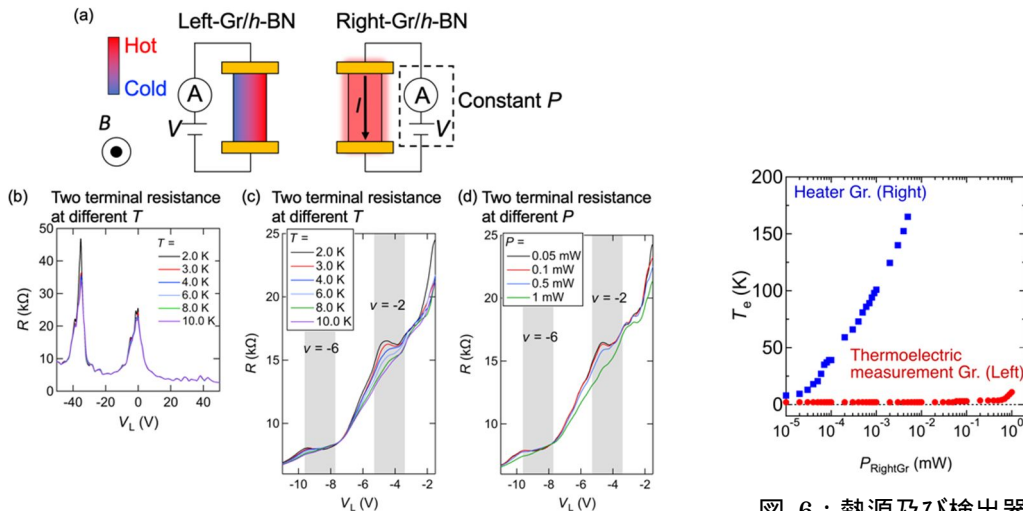 (a)
Left-Gr/h-BN
Right-Gr/h-BN
Hot
Cold
A
V
B
I
A
V
Constant P
(b) Two terminal resistance
at different T
R (kΩ)
50
40
30
20
10
0
T =
2.0 K
3.0 K
4.0 K
6.0 K
8.0 K
10.0 K
-40 -20 0 20 40
V_L (V)
(c) Two terminal resistance
at different T
R (kΩ)
25
20
15
10
T =
2.0 K
3.0 K
4.0 K
6.0 K
8.0 K
10.0 K
ν = -2
ν = -6
-10 -8 -6 -4 -2
V_L (V)
(d) Two terminal resistance
at different P
R (kΩ)
25
20
15
10
P =
0.05 mW
0.1 mW
0.5 mW
1 mW
ν = -2
ν = -6
-10 -8 -6 -4 -2
V_L (V)
T_e (K)
200
150
100
50
0
Heater Gr. (Right)
Thermoelectric
measurement Gr. (Left)
10^-5 10^-4 10^-3 10^-2 10^-1 10^0
P_RightGr (mW)
図 6：熱源及び検出器